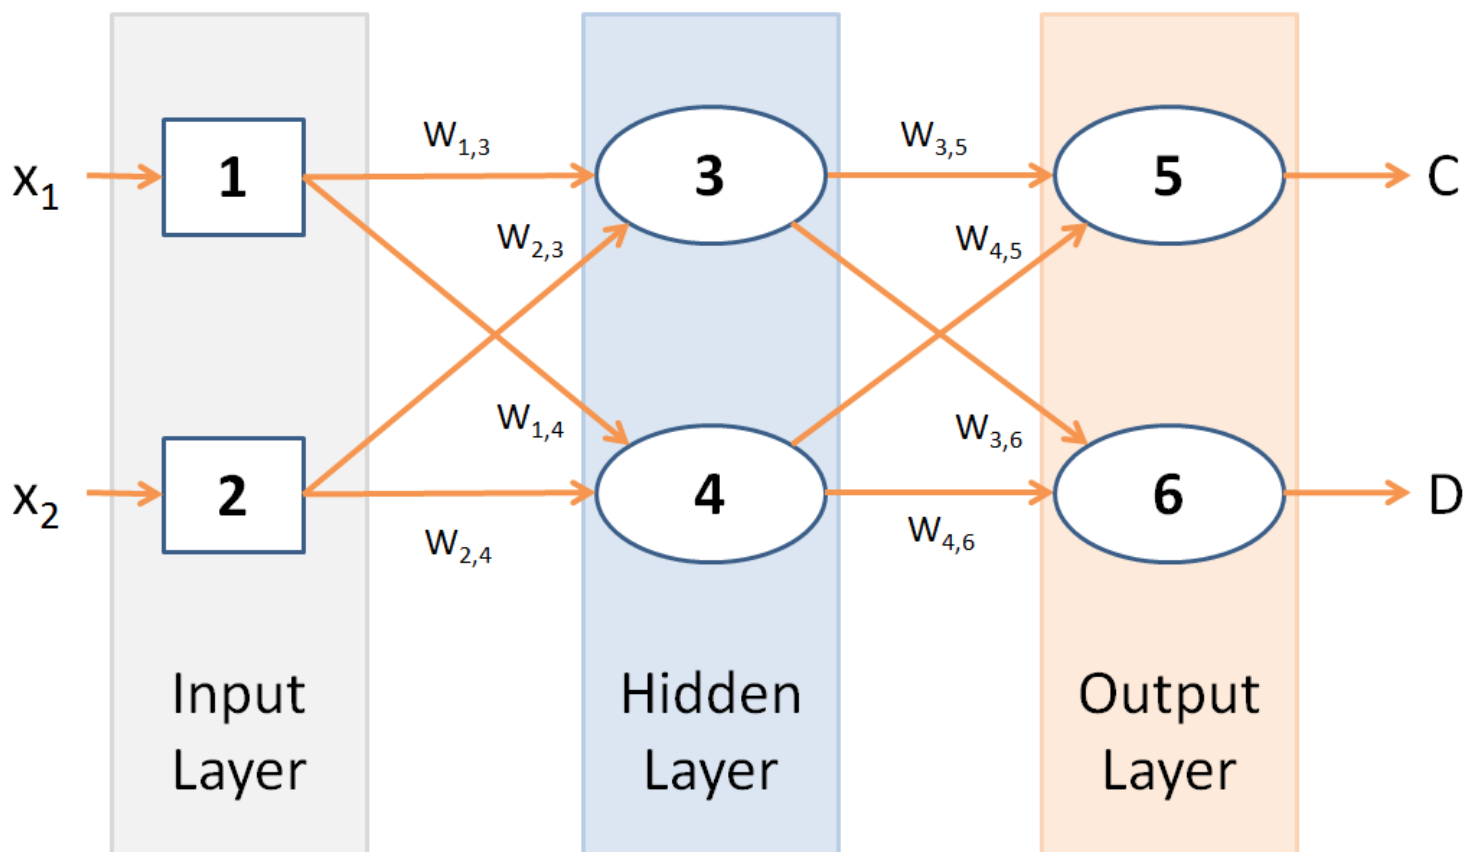 x1
1
W1,3
3
W3,5
5
C
W2,3
W4,5
W1,4
W3,6
x2
2
4
6
D
W2,4
W4,6
Input
Layer
Hidden
Layer
Output
Layer